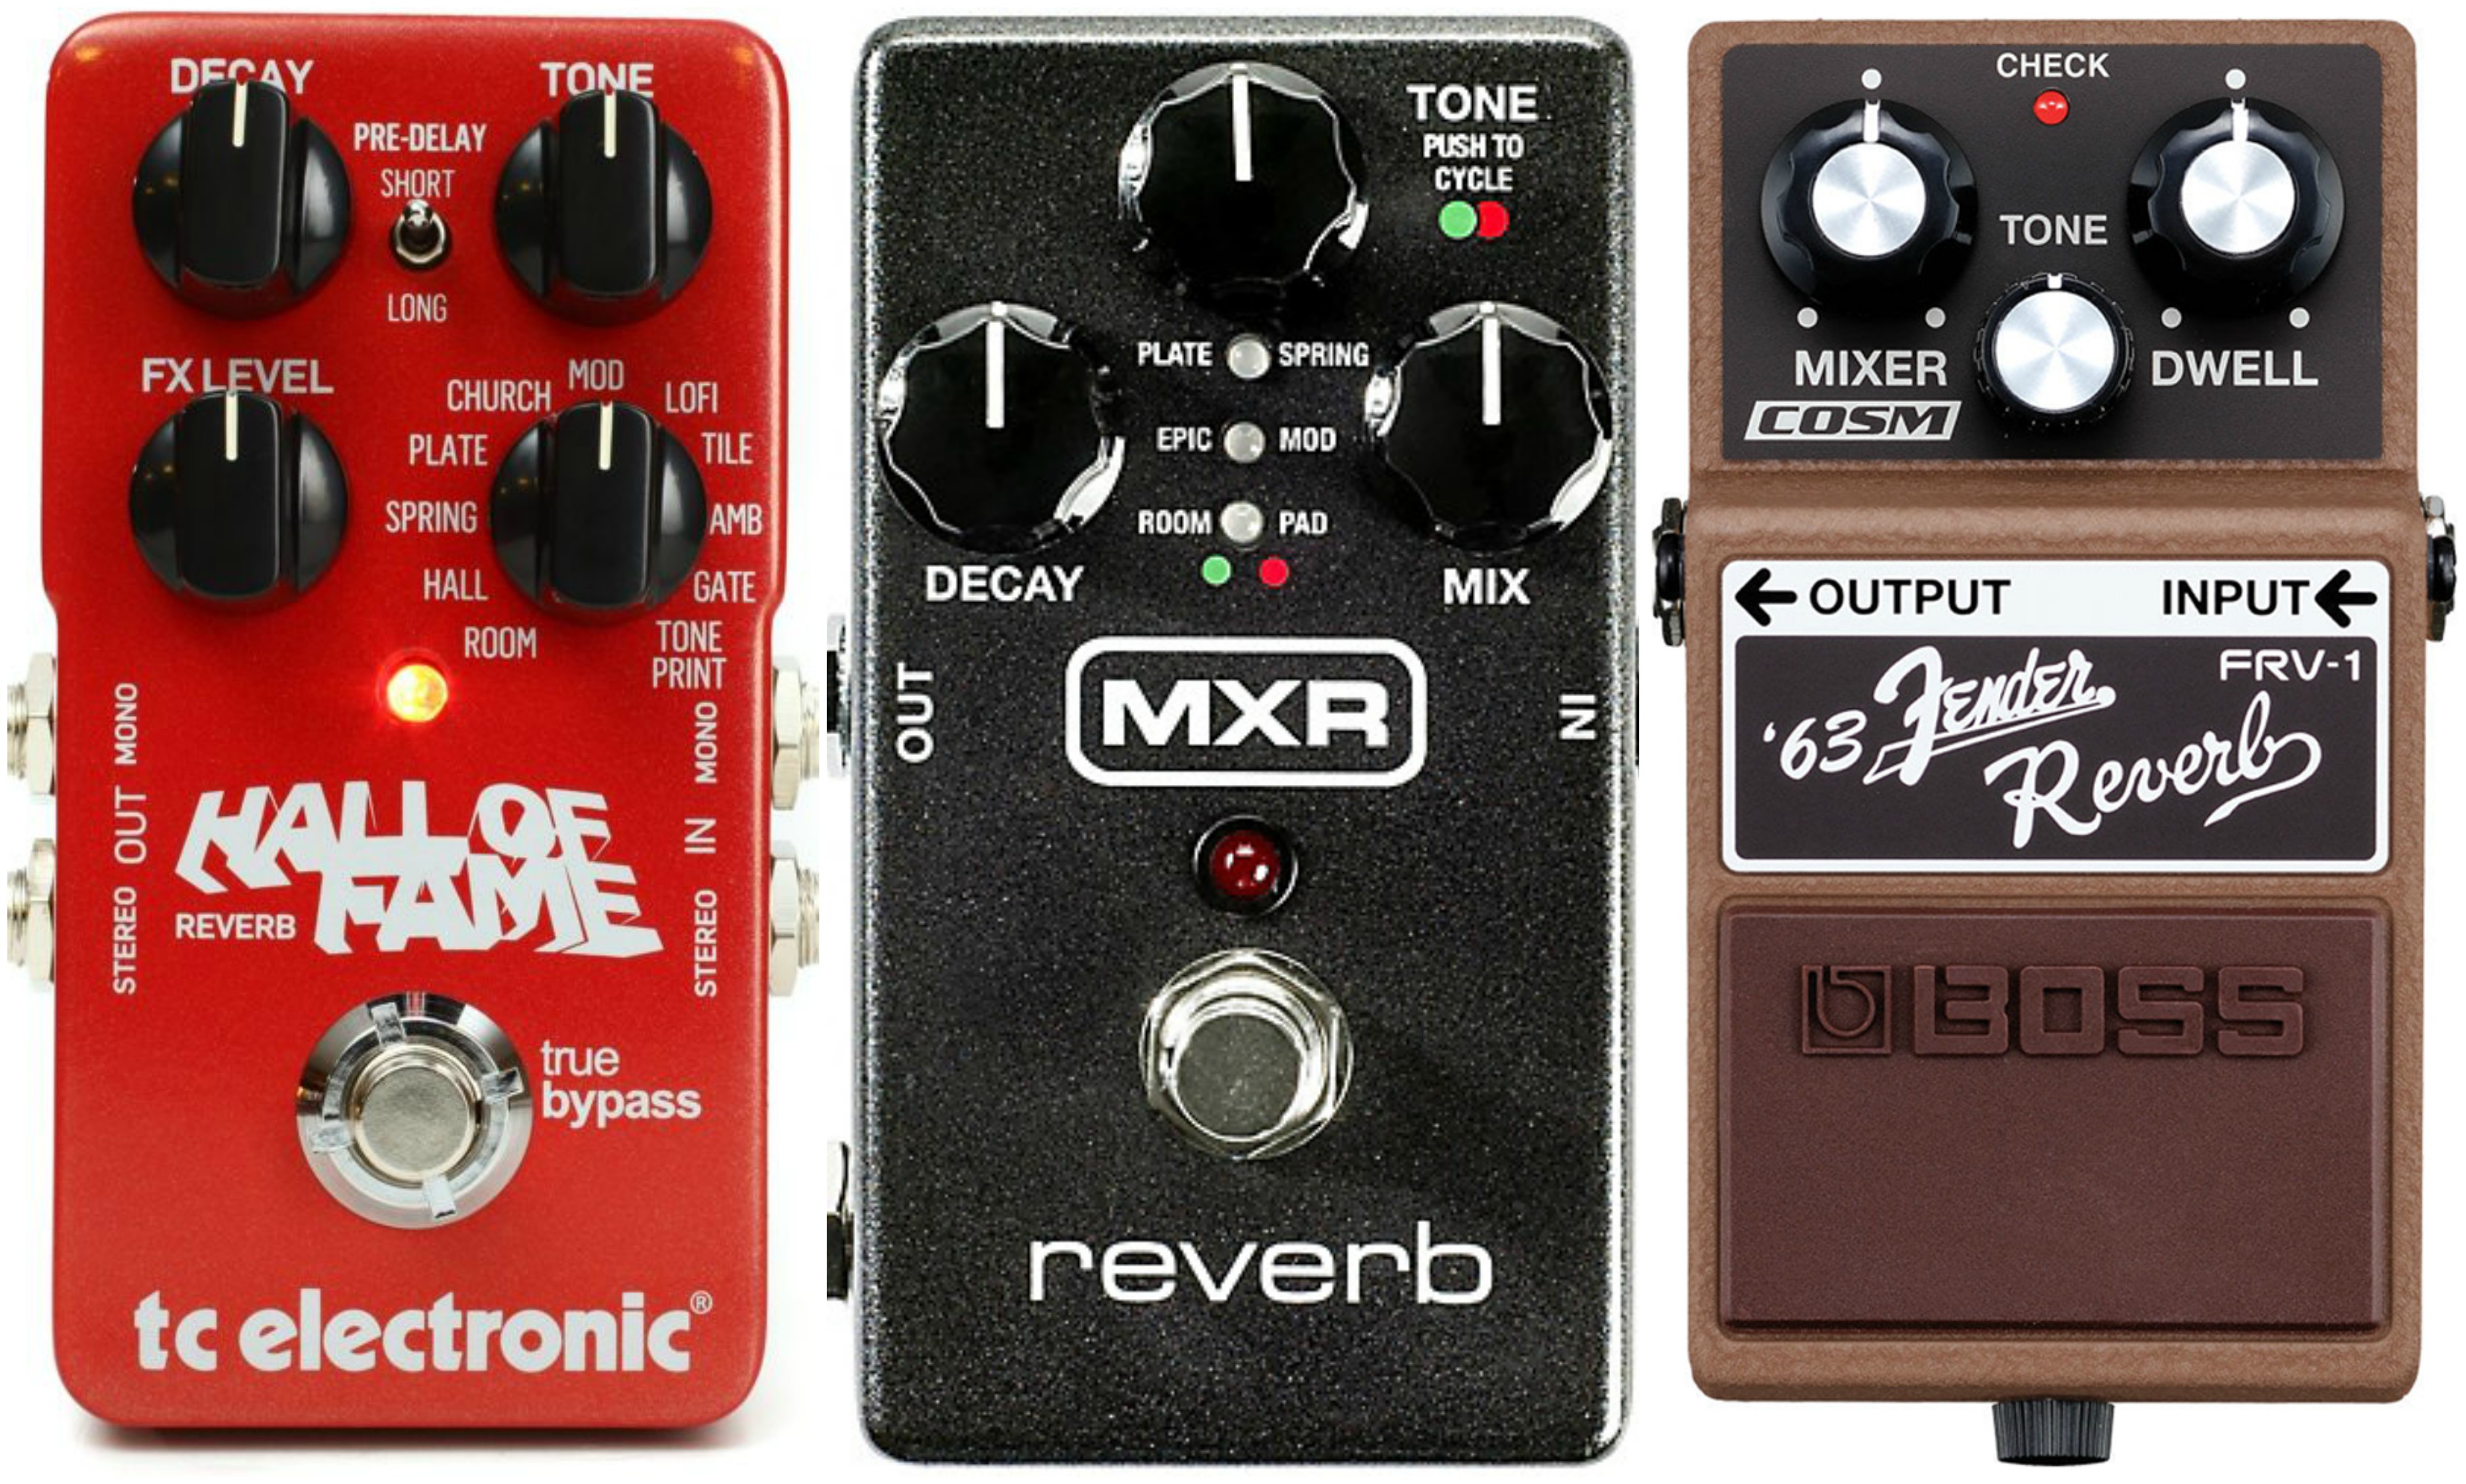 DECAY
TONE
PRE-DELAY
SHORT
LONG
FX LEVEL
CHURCH
MOD
LOFI
PLATE
TILE
SPRING
AMB
HALL
GATE
ROOM
TONE
PRINT
STEREO OUT MONO
STEREO IN MONO
HALL OF
FAME
REVERB
true
bypass
tc electronic®
TONE
PUSH TO
CYCLE
PLATE SPRING
EPIC MOD
ROOM PAD
DECAY
MIX
OUT
IN
MXR
reverb
CHECK
TONE
MIXER
DWELL
COSM
OUTPUT
INPUT
FRV-1
'63 Fender
Reverb
BOSS